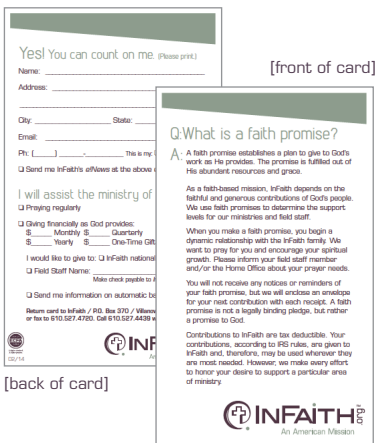 Yes! You can count on me. (Please print.)
Name:
Address:
City: State:
Email:
Ph: ( ) - This is my:
❑ Send me InFaith's eNews at the above e
I will assist the ministry of
❑ Praying regularly
❑ Giving financially as God provides:
$ Monthly $ Quarterly
$ Yearly $ One-Time Gift
I would like to give to: ❑ InFaith national
❑ Field Staff Name:
Make check payable to
❑ Send me information on automatic ba
Return card to InFaith / P.O. Box 370 / Villanov
or fax to 610.527.4720. Call 610.527.4439 w
08/14
INF
An
[back of card]
[front of card]
Q: What is a faith promise?
A: A faith promise establishes a plan to give to God's
work as He provides. The promise is fulfilled out of
His abundant resources and grace.
As a faith-based mission, InFaith depends on the
faithful and generous contributions of God's people.
We use faith promises to determine the support
levels for our ministries and field staff.
When you make a faith promise, you begin a
dynamic relationship with the InFaith family. We
want to pray for you and encourage your spiritual
growth. Please inform your field staff member
and/or the Home Office about your prayer needs.
You will not receive any notices or reminders of
your faith promise, but we will enclose an envelope
for your next contribution with each receipt. A faith
promise is not a legally binding pledge, but rather
a promise to God.
Contributions to InFaith are tax deductible. Your
contributions, according to IRS rules, are given to
InFaith and, therefore, may be used wherever they
are most needed. However, we make every effort
to honor your desire to support a particular area
of ministry.
INFAITH.org™
An American Mission